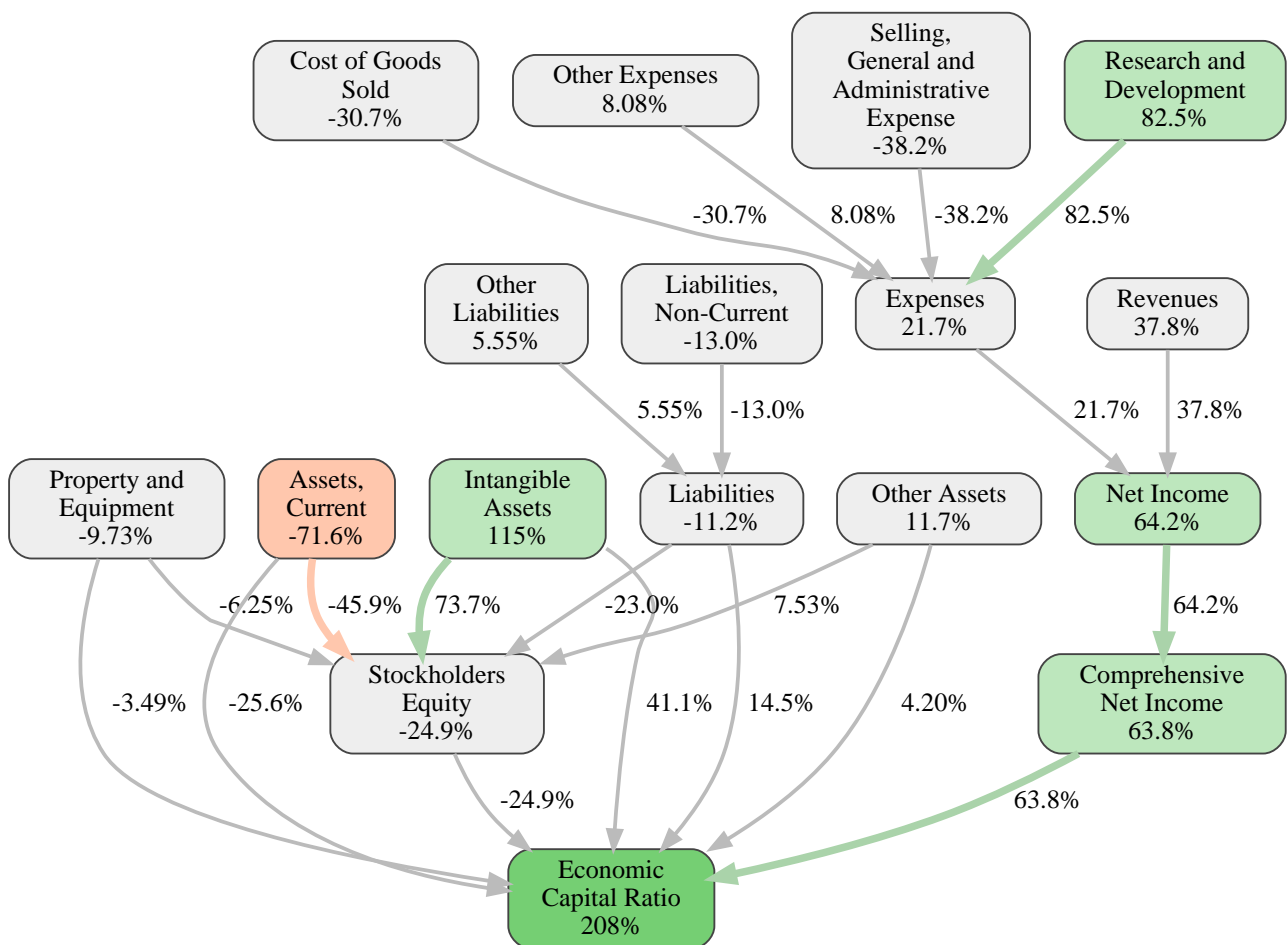 Cost of Goods
Sold
-30.7%
Other Expenses
8.08%
Selling,
General and
Administrative
Expense
-38.2%
Research and
Development
82.5%
-30.7%
8.08%
-38.2%
82.5%
Other
Liabilities
5.55%
Liabilities,
Non-Current
-13.0%
Expenses
21.7%
Revenues
37.8%
5.55%
-13.0%
21.7%
37.8%
Property and
Equipment
-9.73%
Assets,
Current
-71.6%
Intangible
Assets
115%
Liabilities
-11.2%
Other Assets
11.7%
Net Income
64.2%
-6.25%
-45.9%
73.7%
-23.0%
7.53%
64.2%
Stockholders
Equity
-24.9%
Comprehensive
Net Income
63.8%
-3.49%
-25.6%
41.1%
14.5%
4.20%
-24.9%
63.8%
Economic
Capital Ratio
208%